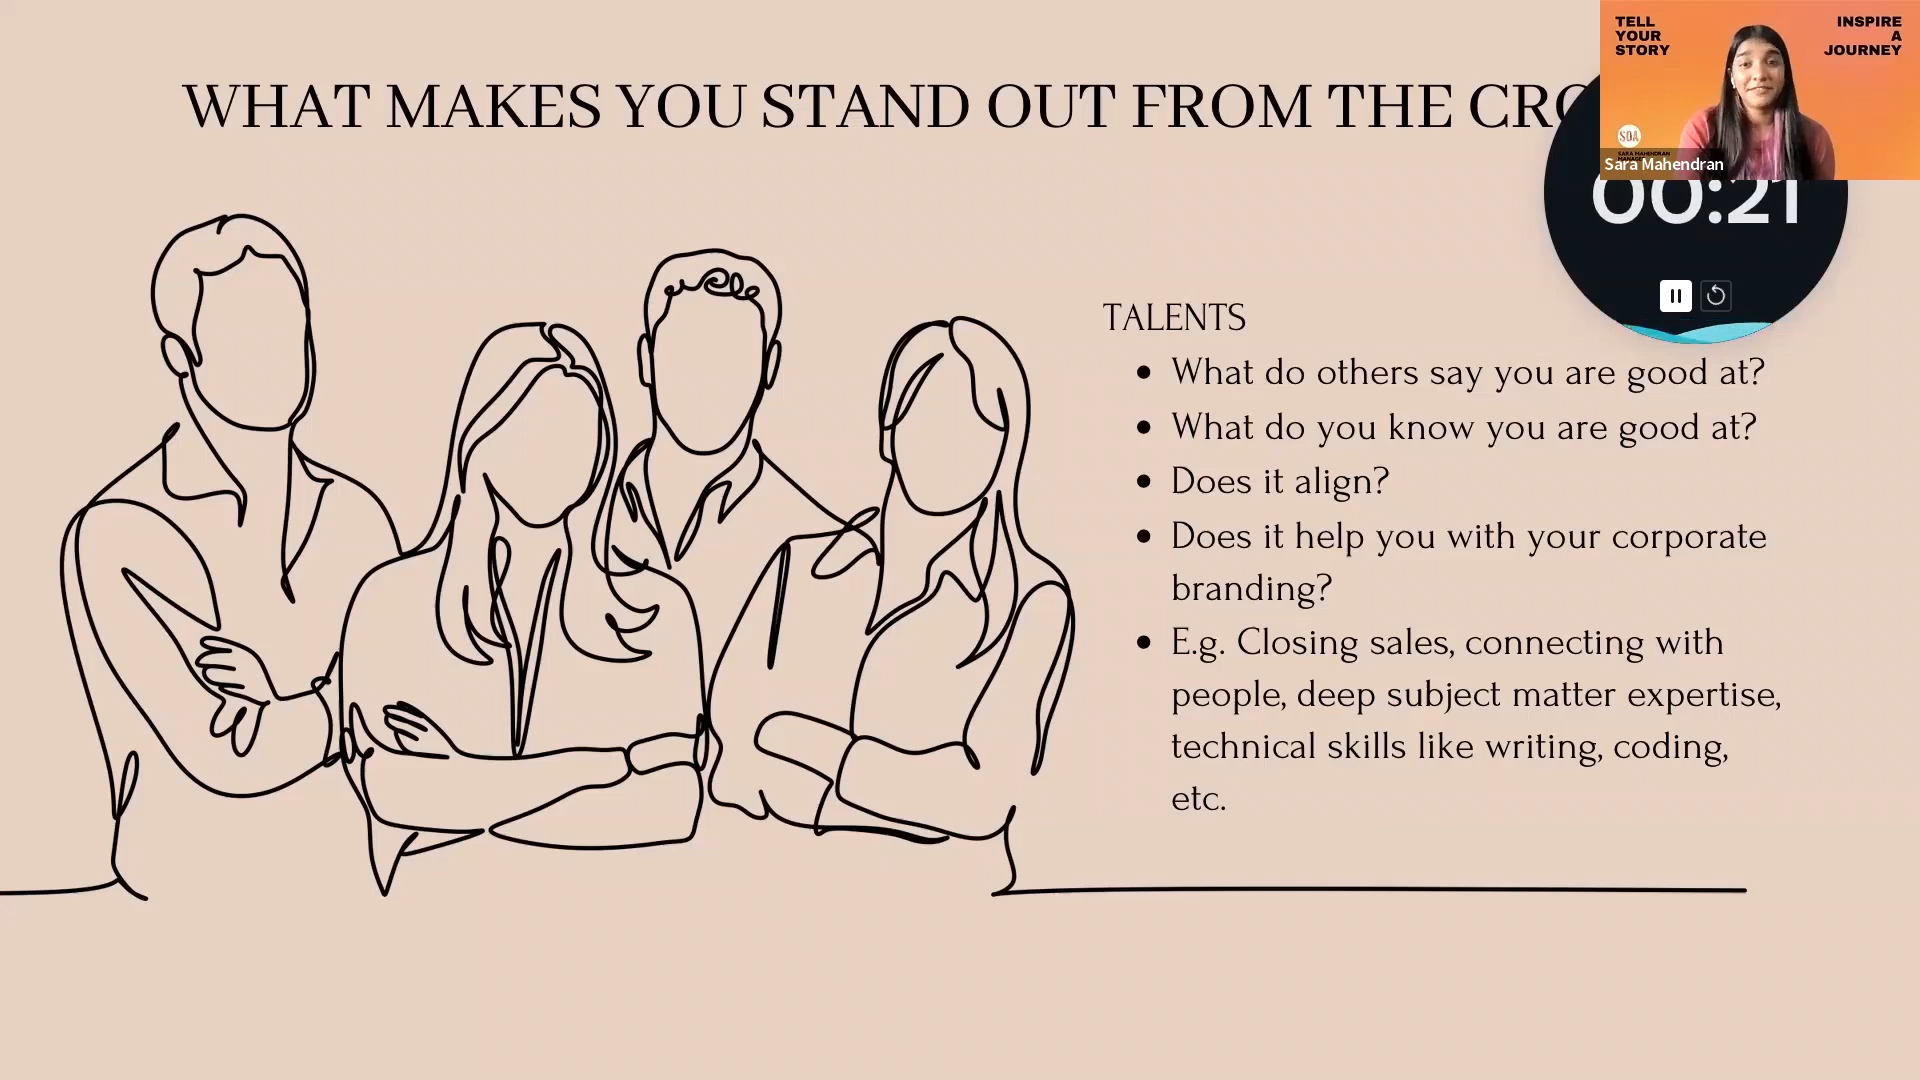 WHAT MAKES YOU STAND OUT FROM THE
TELL
YOUR
STORY
INSPIRE
A
JOURNEY
SOA
SARA MAHENDRAN
Sara Mahendran
00:21
TALENTS
• What do others say you are good at?
• What do you know you are good at?
• Does it align?
• Does it help you with your corporate
branding?
• E.g. Closing sales, connecting with
people, deep subject matter expertise,
technical skills like writing, coding,
etc.